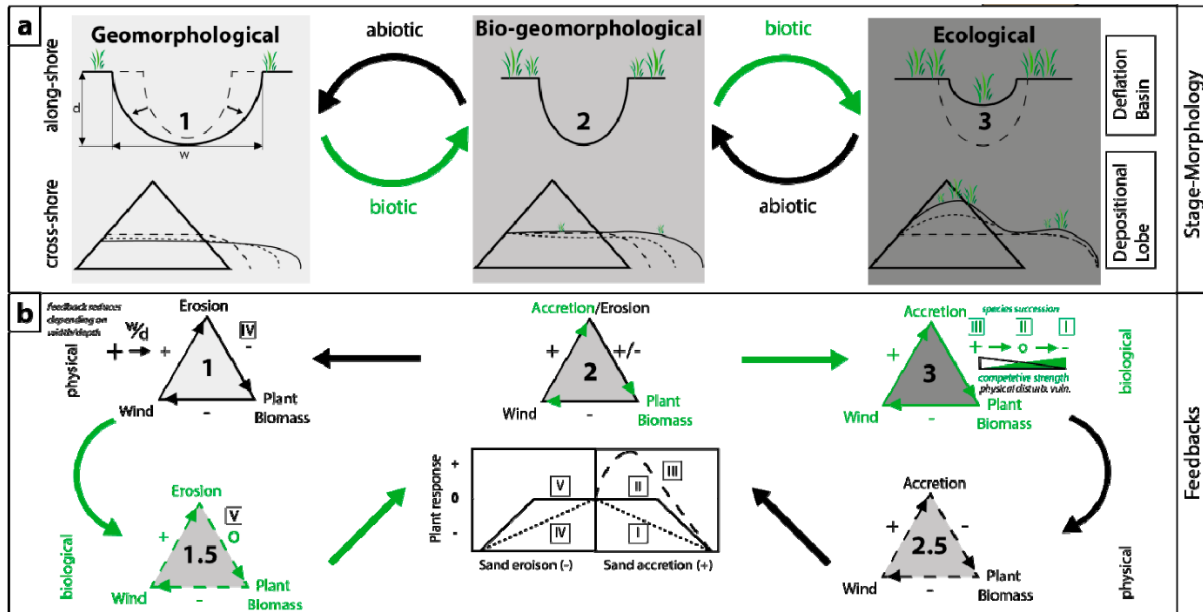 a
Geomorphological
abiotic
Bio-geomorphological
biotic
Ecological
along-shore
d
1
w
2
3
Deflation
Basin
Stage-Morphology
biotic
abiotic
cross-shore
Depositional
Lobe
b
feedback reduces
depending on
width/depth
physical
+
w/d
+
Erosion
IV
-
1
Wind
-
Plant
Biomass
Accretion/Erosion
+
+/-
2
Wind
-
Plant
Biomass
Accretion
+
3
Wind
-
Plant
Biomass
species succession
III
II
I
+
o
-
competetive strength
physical disturb. vuln.
biological
Feedbacks
biological
Erosion
V
+
O
1.5
Wind
-
Plant
Biomass
Plant response
+
0
-
V
IV
III
II
I
Sand eroison (-)
Sand accretion (+)
Accretion
+
-
2.5
Wind
-
Plant
Biomass
physical